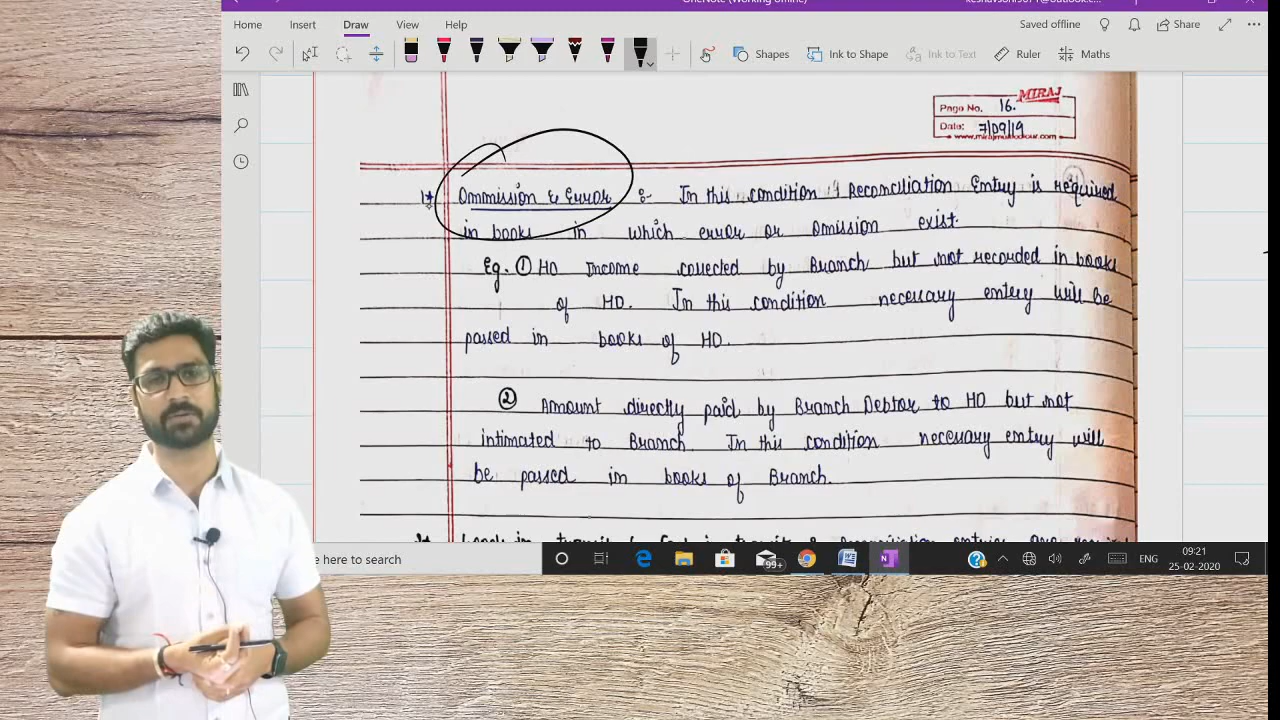 Home Insert Draw View Help
Saved offline Share
Shapes Ink to Shape Ink to Text Ruler Maths
MIRAJ
Page No. 16.
Date: 7/09/19
Ommission & Error :- In this condition Reconciliation Entry is required
in books in which error or Omission exist.
Eg. ① HO Income collected by Branch but not recorded in books
of HO. In this condition necessary entry will be
passed in books of HO.
② Amount directly paid by Branch Debtor to HO but not
intimated to Branch. In this condition necessary entry will
be passed in books of Branch.
here to search
99+
ENG
09:21
25-02-2020